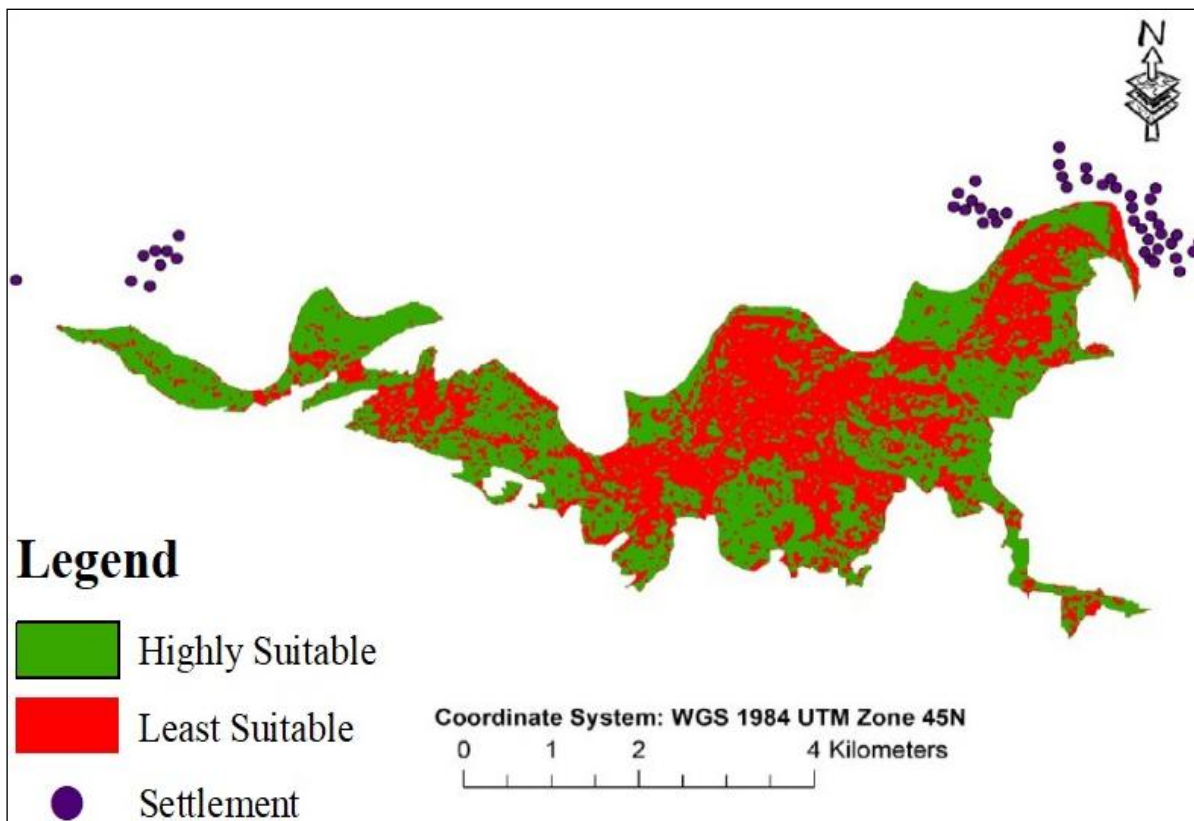 N
Legend
Highly Suitable
Least Suitable
Settlement
Coordinate System: WGS 1984 UTM Zone 45N
0 1 2 4 Kilometers